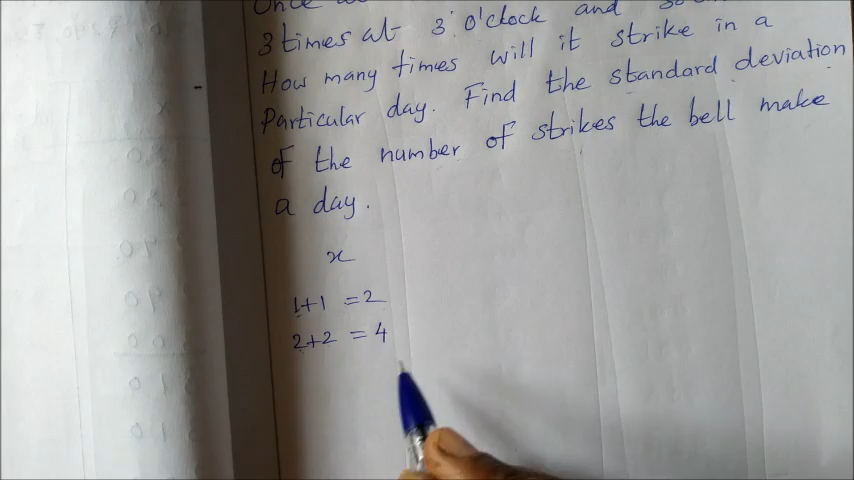 Once
3 times at 3 O'clock and
How many times will it strike in a
Particular day. Find the standard deviation
of the number of strikes the bell make
a day.
x
1+1 = 2
2+2 = 4